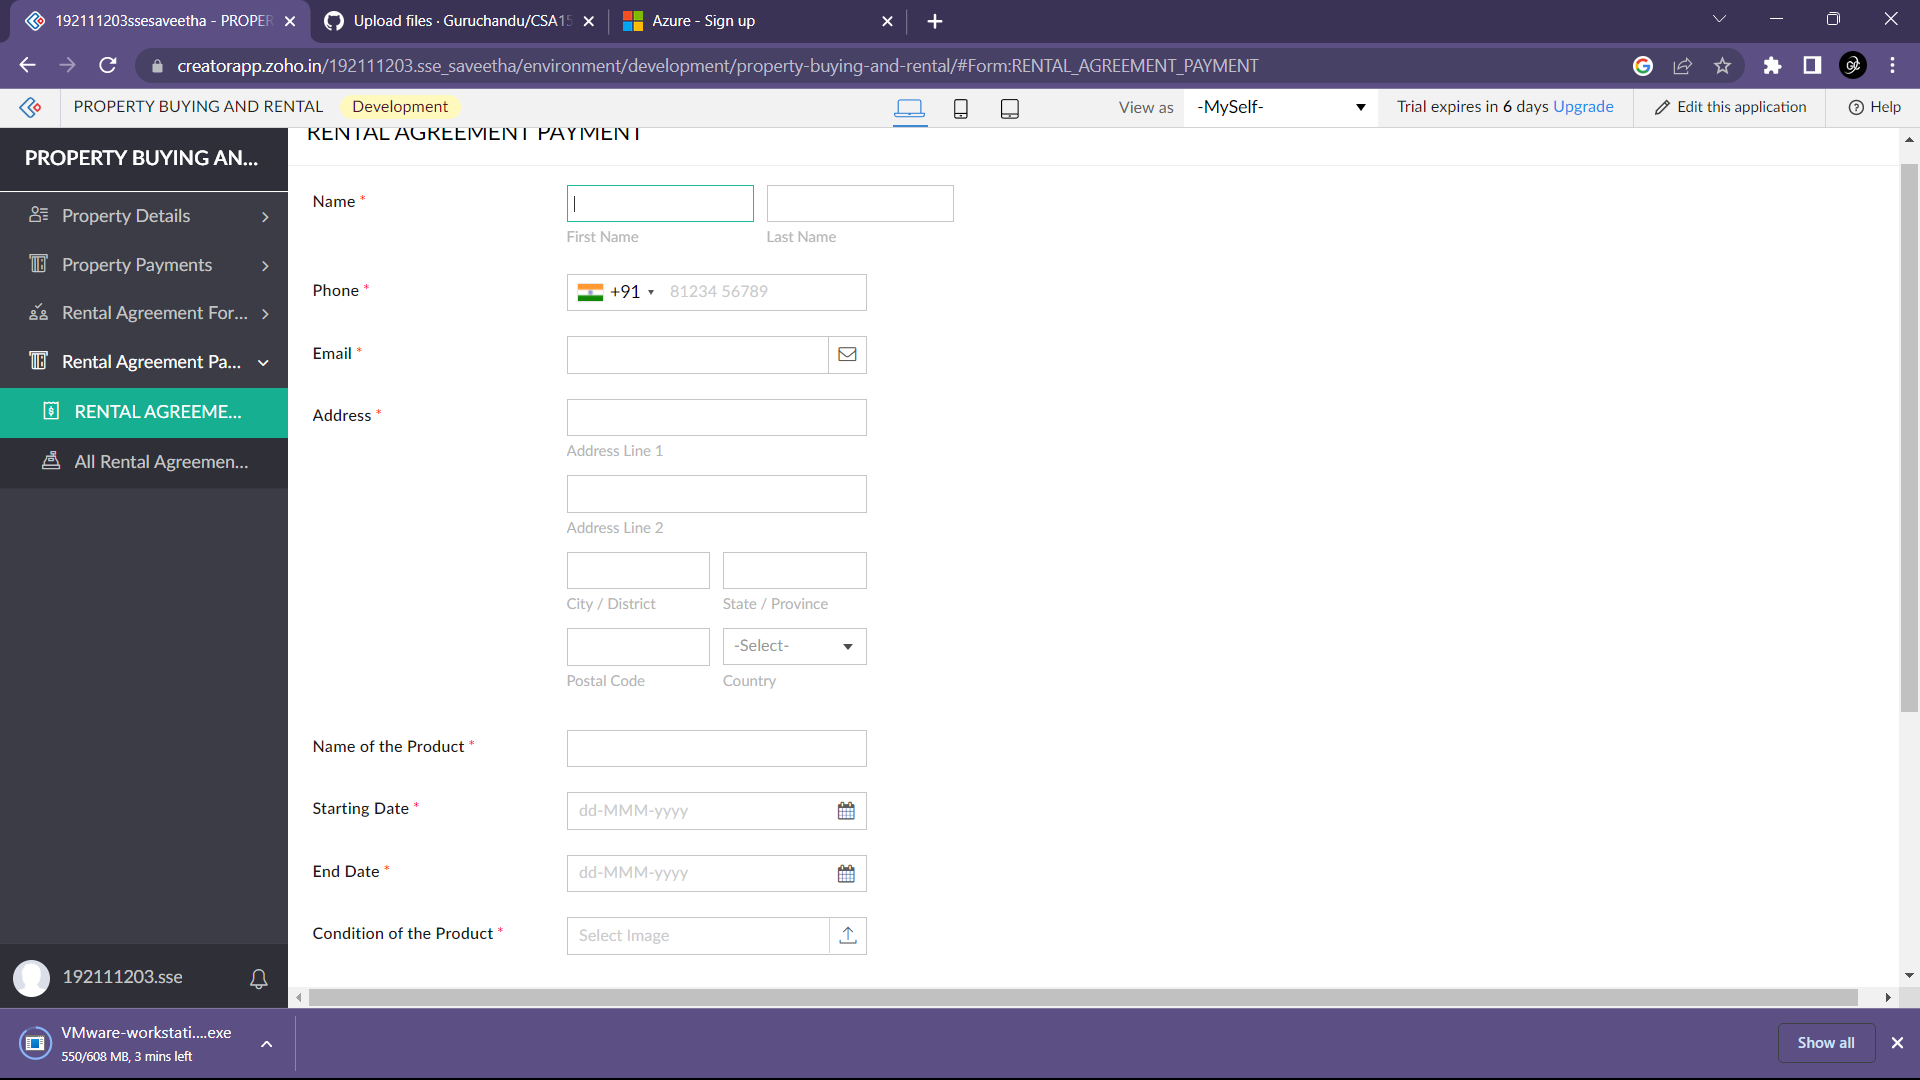 192111203ssesaveetha - PROPER
Upload files · Guruchandu/CSA15
Azure - Sign up
creatorapp.zoho.in/192111203.sse_saveetha/environment/development/property-buying-and-rental/#Form:RENTAL_AGREEMENT_PAYMENT
PROPERTY BUYING AND RENTAL
Development
View as
-MySelf-
Trial expires in 6 days Upgrade
Edit this application
Help
PROPERTY BUYING AN...
Property Details
Property Payments
Rental Agreement For...
Rental Agreement Pa...
RENTAL AGREEME...
All Rental Agreemen...
192111203.sse
RENTAL AGREEMENT PAYMENT
Name *
First Name
Last Name
Phone *
+91
81234 56789
Email *
Address *
Address Line 1
Address Line 2
City / District
State / Province
-Select-
Postal Code
Country
Name of the Product *
Starting Date *
dd-MMM-yyyy
End Date *
dd-MMM-yyyy
Condition of the Product *
Select Image
VMware-workstati....exe
550/608 MB, 3 mins left
Show all